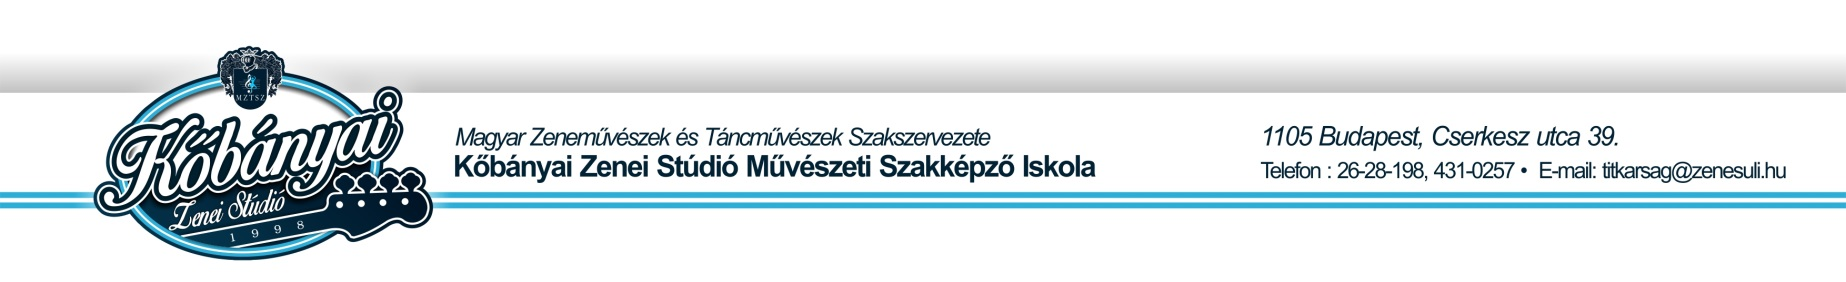 MZTSZ
Kőbányai
Zenei Stúdió
1998
Magyar Zeneművészek és Táncművészek Szakszervezete
Kőbányai Zenei Stúdió Művészeti Szakképző Iskola
1105 Budapest, Cserkesz utca 39.
Telefon : 26-28-198, 431-0257 • E-mail: titkarsag@zenesuli.hu